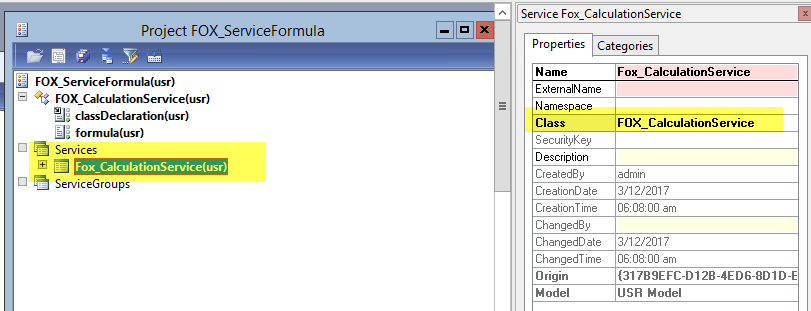 Project FOX_ServiceFormula
FOX_ServiceFormula(usr)
FOX_CalculationService(usr)
classDeclaration(usr)
formula(usr)
Services
Fox_CalculationService(usr)
ServiceGroups
Service Fox_CalculationService
Properties
Categories
Name Fox_CalculationService
ExternalName
Namespace
Class FOX_CalculationService
SecurityKey
Description
CreatedBy admin
CreationDate 3/12/2017
CreationTime 06:08:00 am
ChangedBy
ChangedDate 3/12/2017
ChangedTime 06:08:00 am
Origin {317B9EFC-D12B-4ED6-8D1D-E
Model USR Model